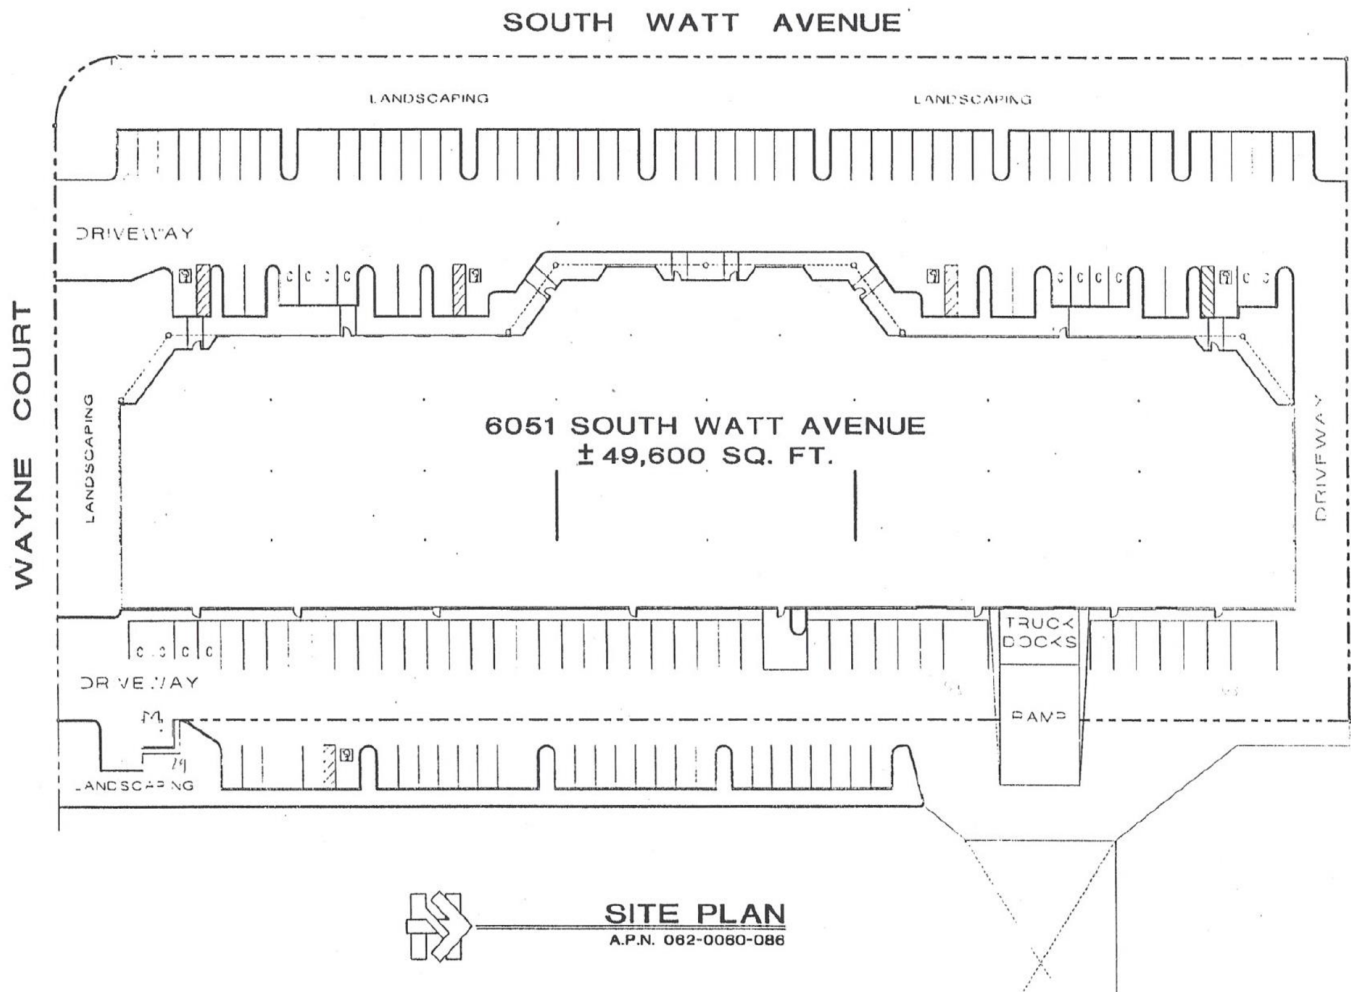 SOUTH WATT AVENUE
LANDSCAPING
LANDSCAPING
DRIVEWAY
C C C C
C C C C
C C
WAYNE COURT
LANDSCAPING
6051 SOUTH WATT AVENUE
± 49,600 SQ. FT.
DRIVEWAY
TRUCK
DOCKS
C C C C
DRIVEWAY
RAMP
LANDSCAPING
SITE PLAN
A.P.N. 062-0060-086